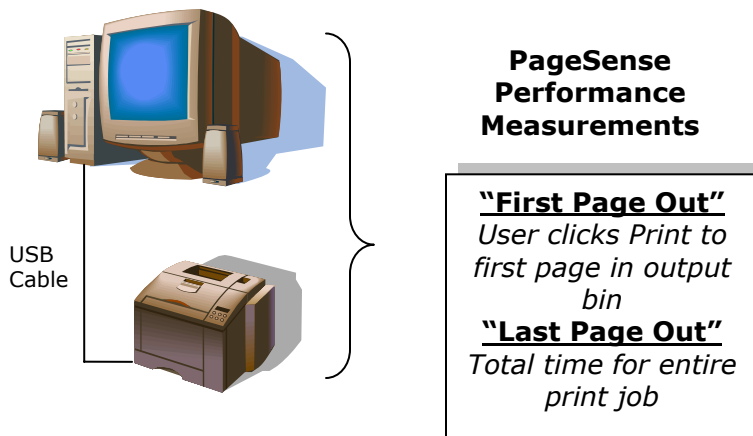 PageSense
Performance
Measurements
“First Page Out”
User clicks Print to
first page in output
bin
“Last Page Out”
Total time for entire
print job
USB
Cable